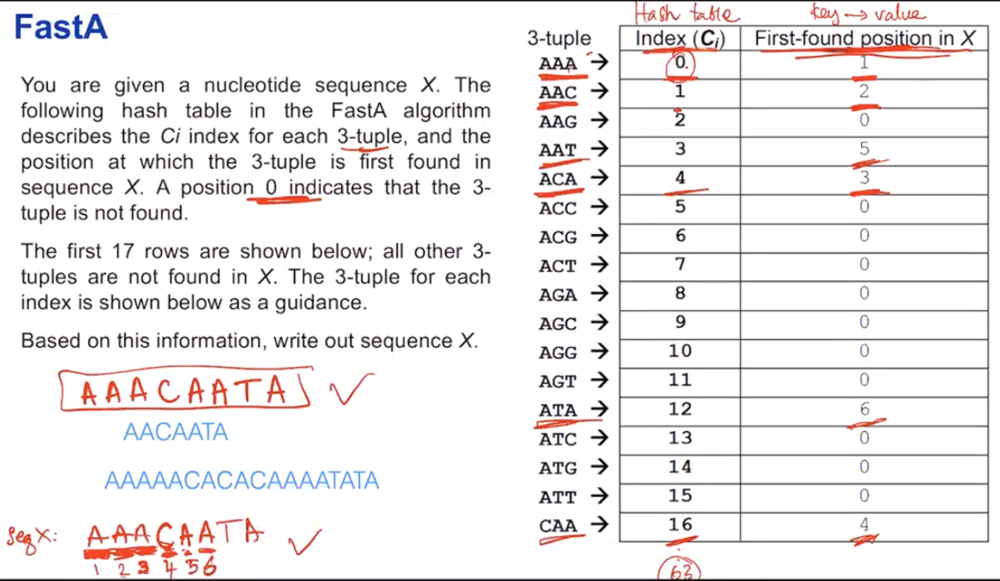 FastA
You are given a nucleotide sequence X. The
following hash table in the FastA algorithm
describes the Ci index for each 3-tuple, and the
position at which the 3-tuple is first found in
sequence X. A position 0 indicates that the 3-
tuple is not found.
The first 17 rows are shown below; all other 3-
tuples are not found in X. The 3-tuple for each
index is shown below as a guidance.
Based on this information, write out sequence X.
AAACAATA ✓
AACAATA
AAAAACACACAAAATATA
Seq X: AAACAATA ✓
1 2 3 4 5 6
Hash table key → value
3-tuple Index (Ci) First-found position in X
AAA → 0 1
AAC → 1 2
AAG → 2 0
AAT → 3 5
ACA → 4 3
ACC → 5 0
ACG → 6 0
ACT → 7 0
AGA → 8 0
AGC → 9 0
AGG → 10 0
AGT → 11 0
ATA → 12 6
ATC → 13 0
ATG → 14 0
ATT → 15 0
CAA → 16 4
63